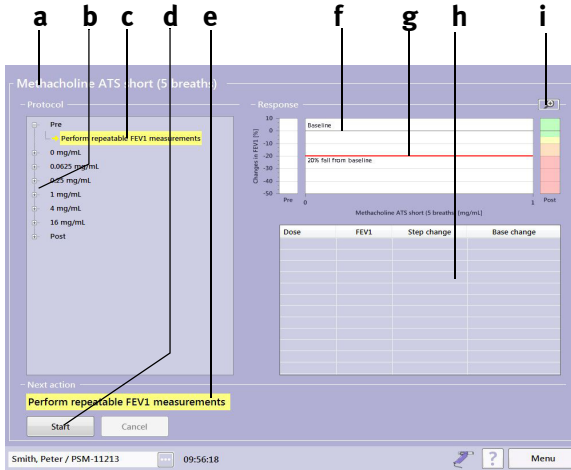 a b c d e f g h i
Methacholine ATS short (5 breaths)
Protocol
Pre
Perform repeatable FEV1 measurements
0 mg/mL
0.0625 mg/mL
0.25 mg/mL
1 mg/mL
4 mg/mL
16 mg/mL
Post
Response
Changes in FEV1 [%]
10
0
-10
-20
-30
-40
-50
Baseline
20% fall from baseline
Pre 0 1 Post
Methacholine ATS short (5 breaths) [mg/mL]
Dose FEV1 Step change Base change
Next action
Perform repeatable FEV1 measurements
Start Cancel
Smith, Peter / PSM-11213 ... 09:56:18 ? Menu